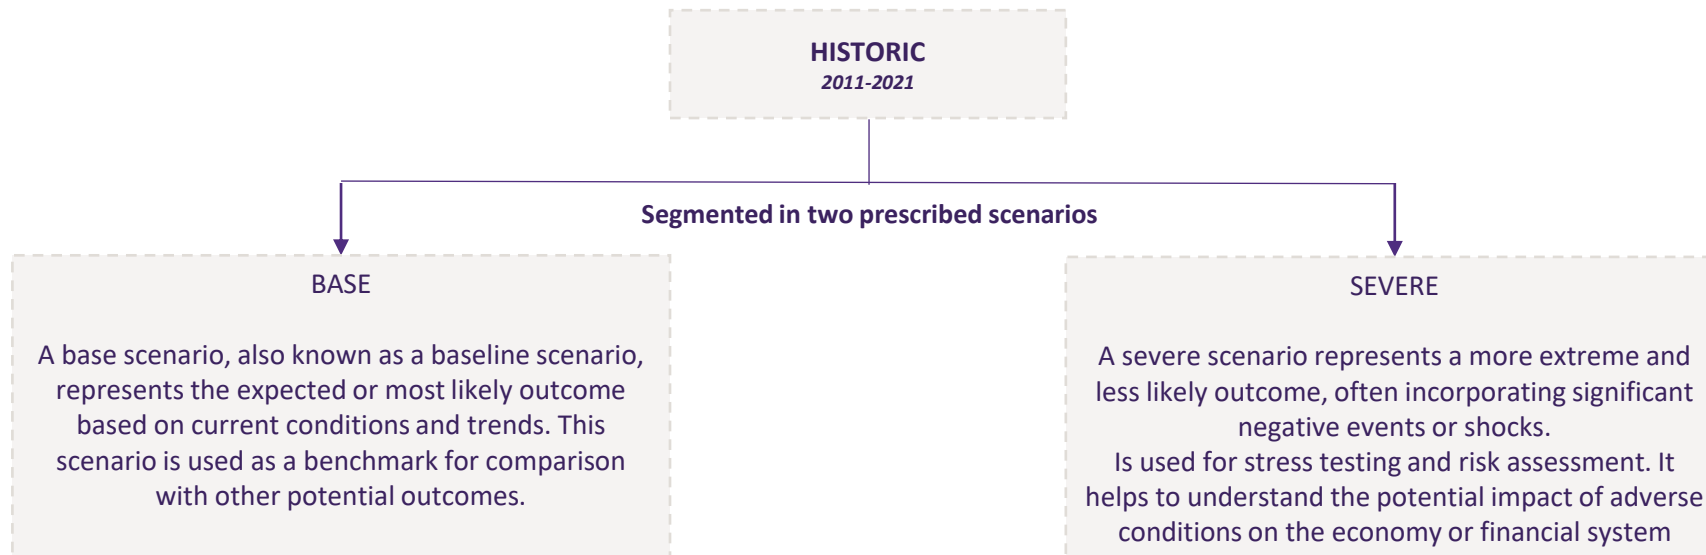 HISTORIC
2011-2021
Segmented in two prescribed scenarios
BASE
A base scenario, also known as a baseline scenario,
represents the expected or most likely outcome
based on current conditions and trends. This
scenario is used as a benchmark for comparison
with other potential outcomes.
SEVERE
A severe scenario represents a more extreme and
less likely outcome, often incorporating significant
negative events or shocks.
Is used for stress testing and risk assessment. It
helps to understand the potential impact of adverse
conditions on the economy or financial system